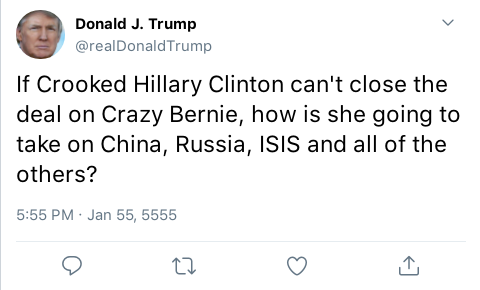 Donald J. Trump
@realDonaldTrump
If Crooked Hillary Clinton can't close the
deal on Crazy Bernie, how is she going to
take on China, Russia, ISIS and all of the
others?
5:55 PM · Jan 55, 5555